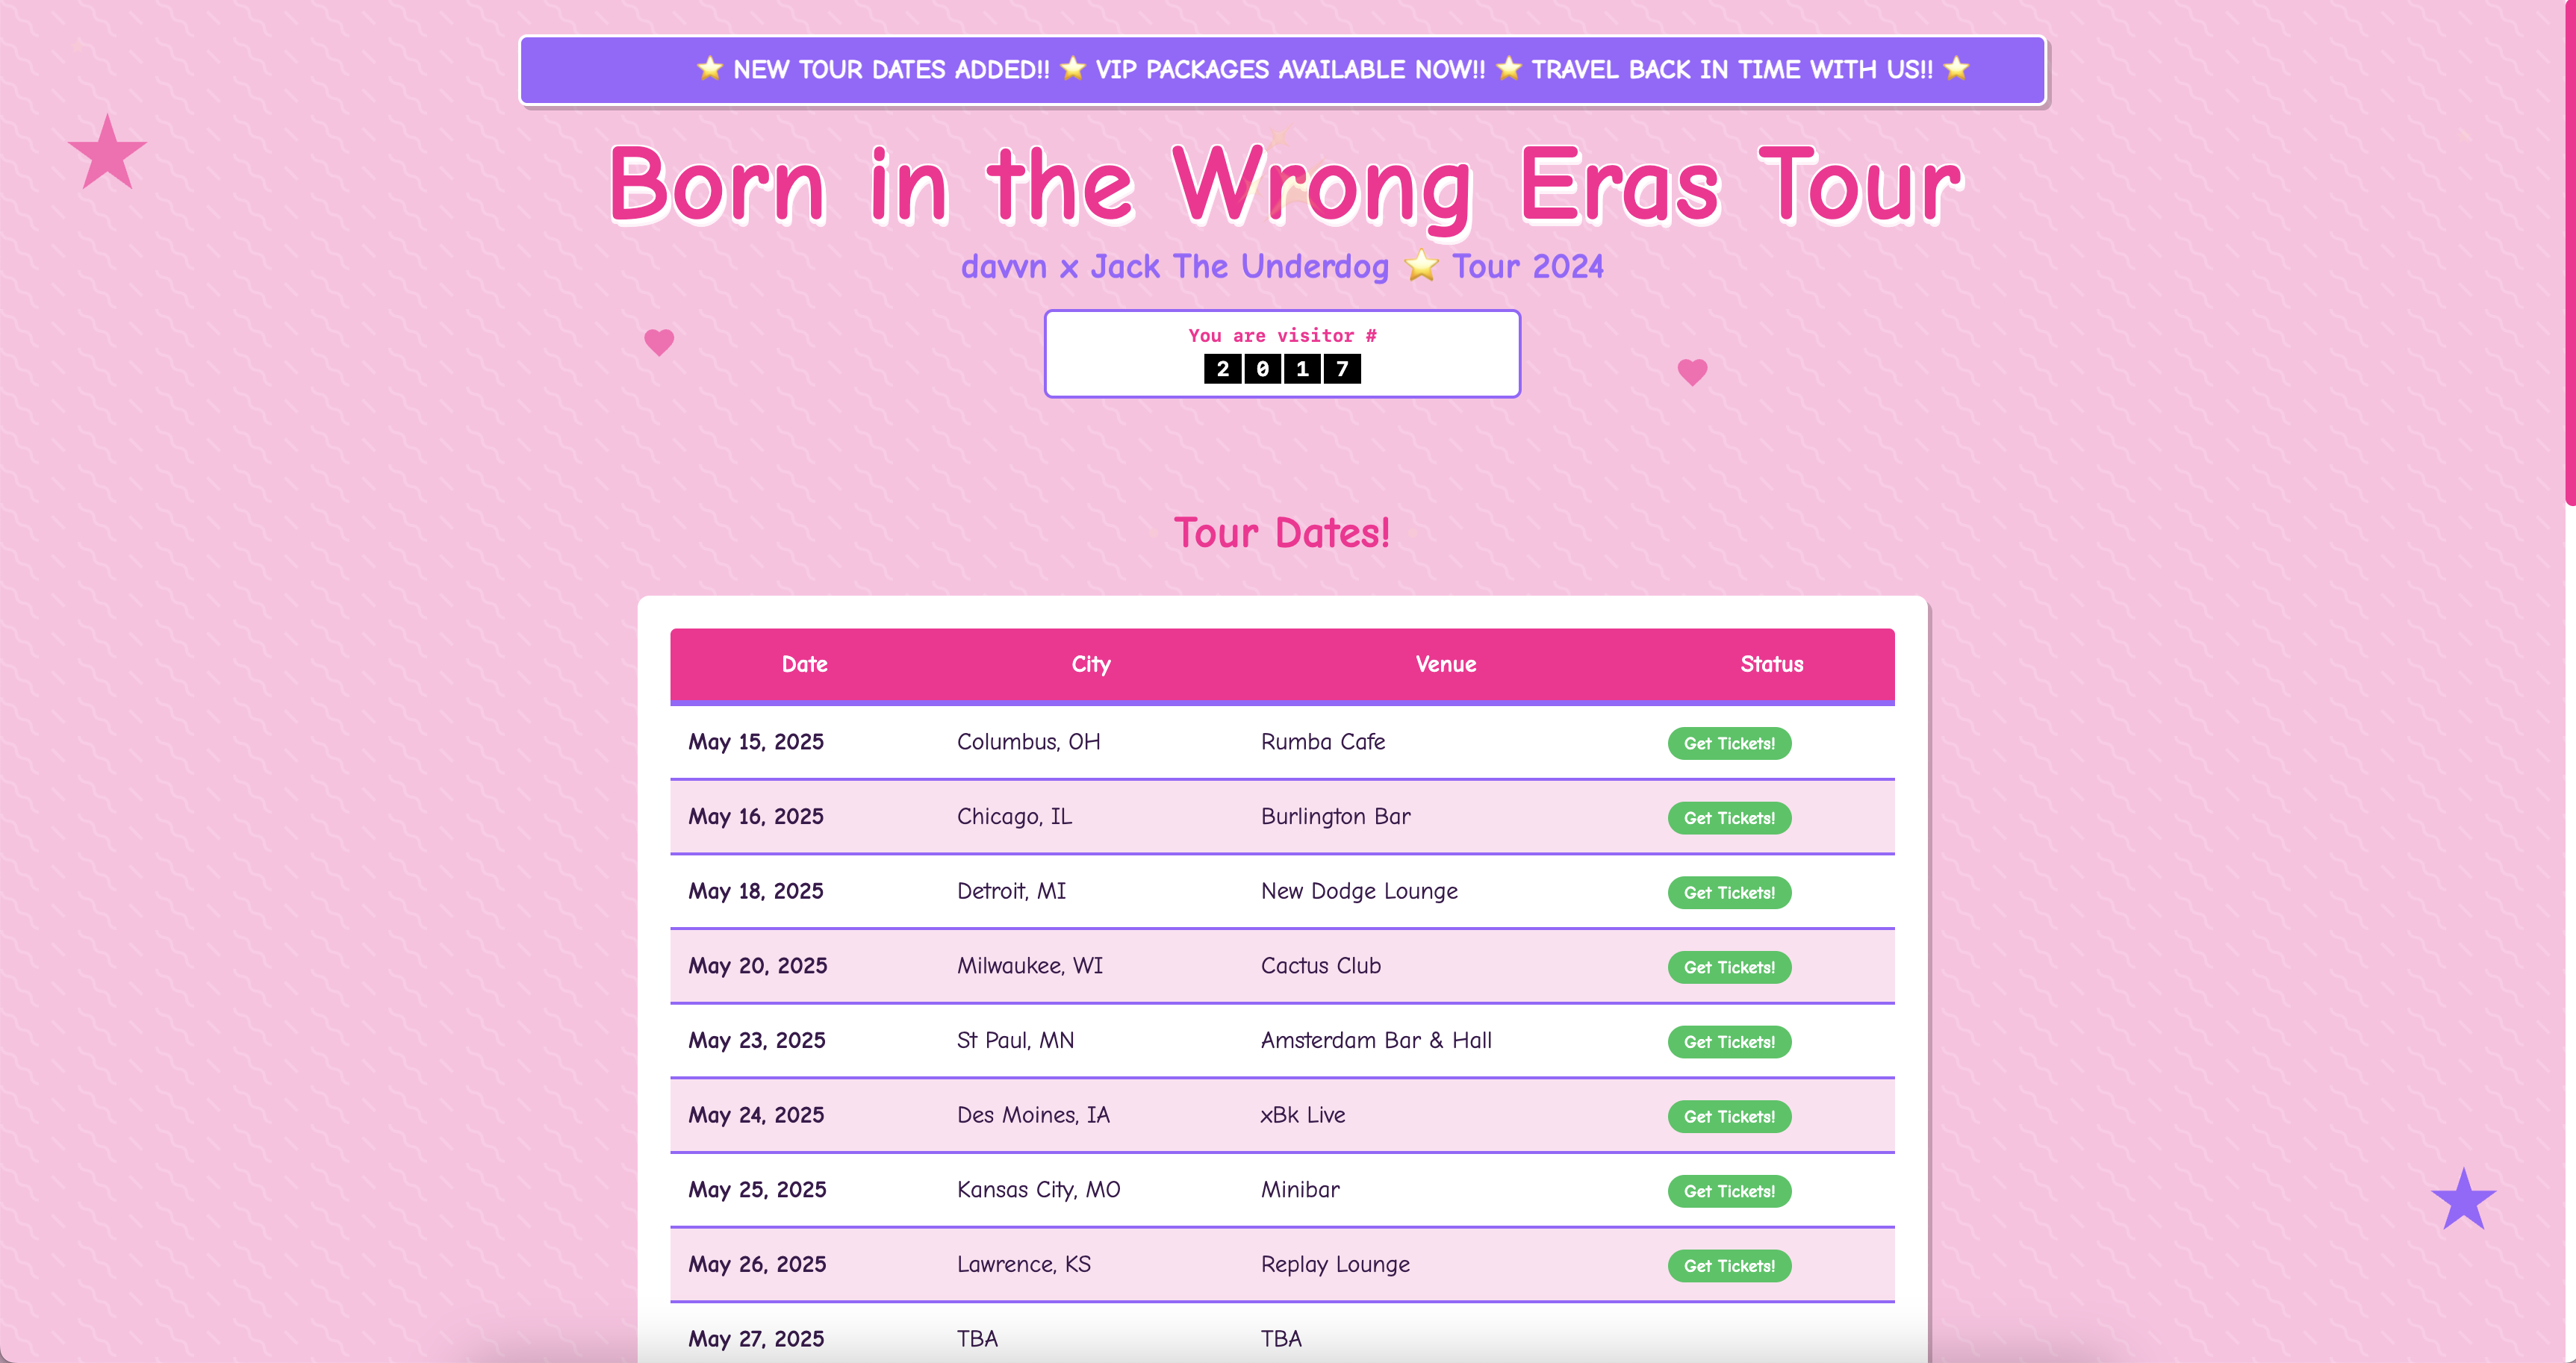 ⭐ NEW TOUR DATES ADDED!! ⭐ VIP PACKAGES AVAILABLE NOW!! ⭐ TRAVEL BACK IN TIME WITH US!! ⭐
Born in the Wrong Eras Tour
davvn x Jack The Underdog ⭐ Tour 2024
You are visitor #
2 0 1 7
Tour Dates!
Date City Venue Status
May 15, 2025 Columbus, OH Rumba Cafe Get Tickets!
May 16, 2025 Chicago, IL Burlington Bar Get Tickets!
May 18, 2025 Detroit, MI New Dodge Lounge Get Tickets!
May 20, 2025 Milwaukee, WI Cactus Club Get Tickets!
May 23, 2025 St Paul, MN Amsterdam Bar & Hall Get Tickets!
May 24, 2025 Des Moines, IA xBk Live Get Tickets!
May 25, 2025 Kansas City, MO Minibar Get Tickets!
May 26, 2025 Lawrence, KS Replay Lounge Get Tickets!
May 27, 2025 TBA TBA